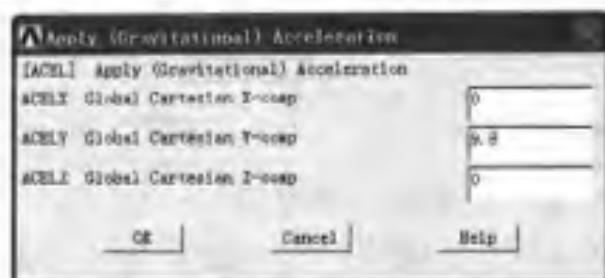 Apply (Gravitational) Acceleration
[ACEL] Apply (Gravitational) Acceleration
ACELX Global Cartesian X-comp 0
ACELY Global Cartesian Y-comp 9.8
ACELZ Global Cartesian Z-comp 0
OK Cancel Help